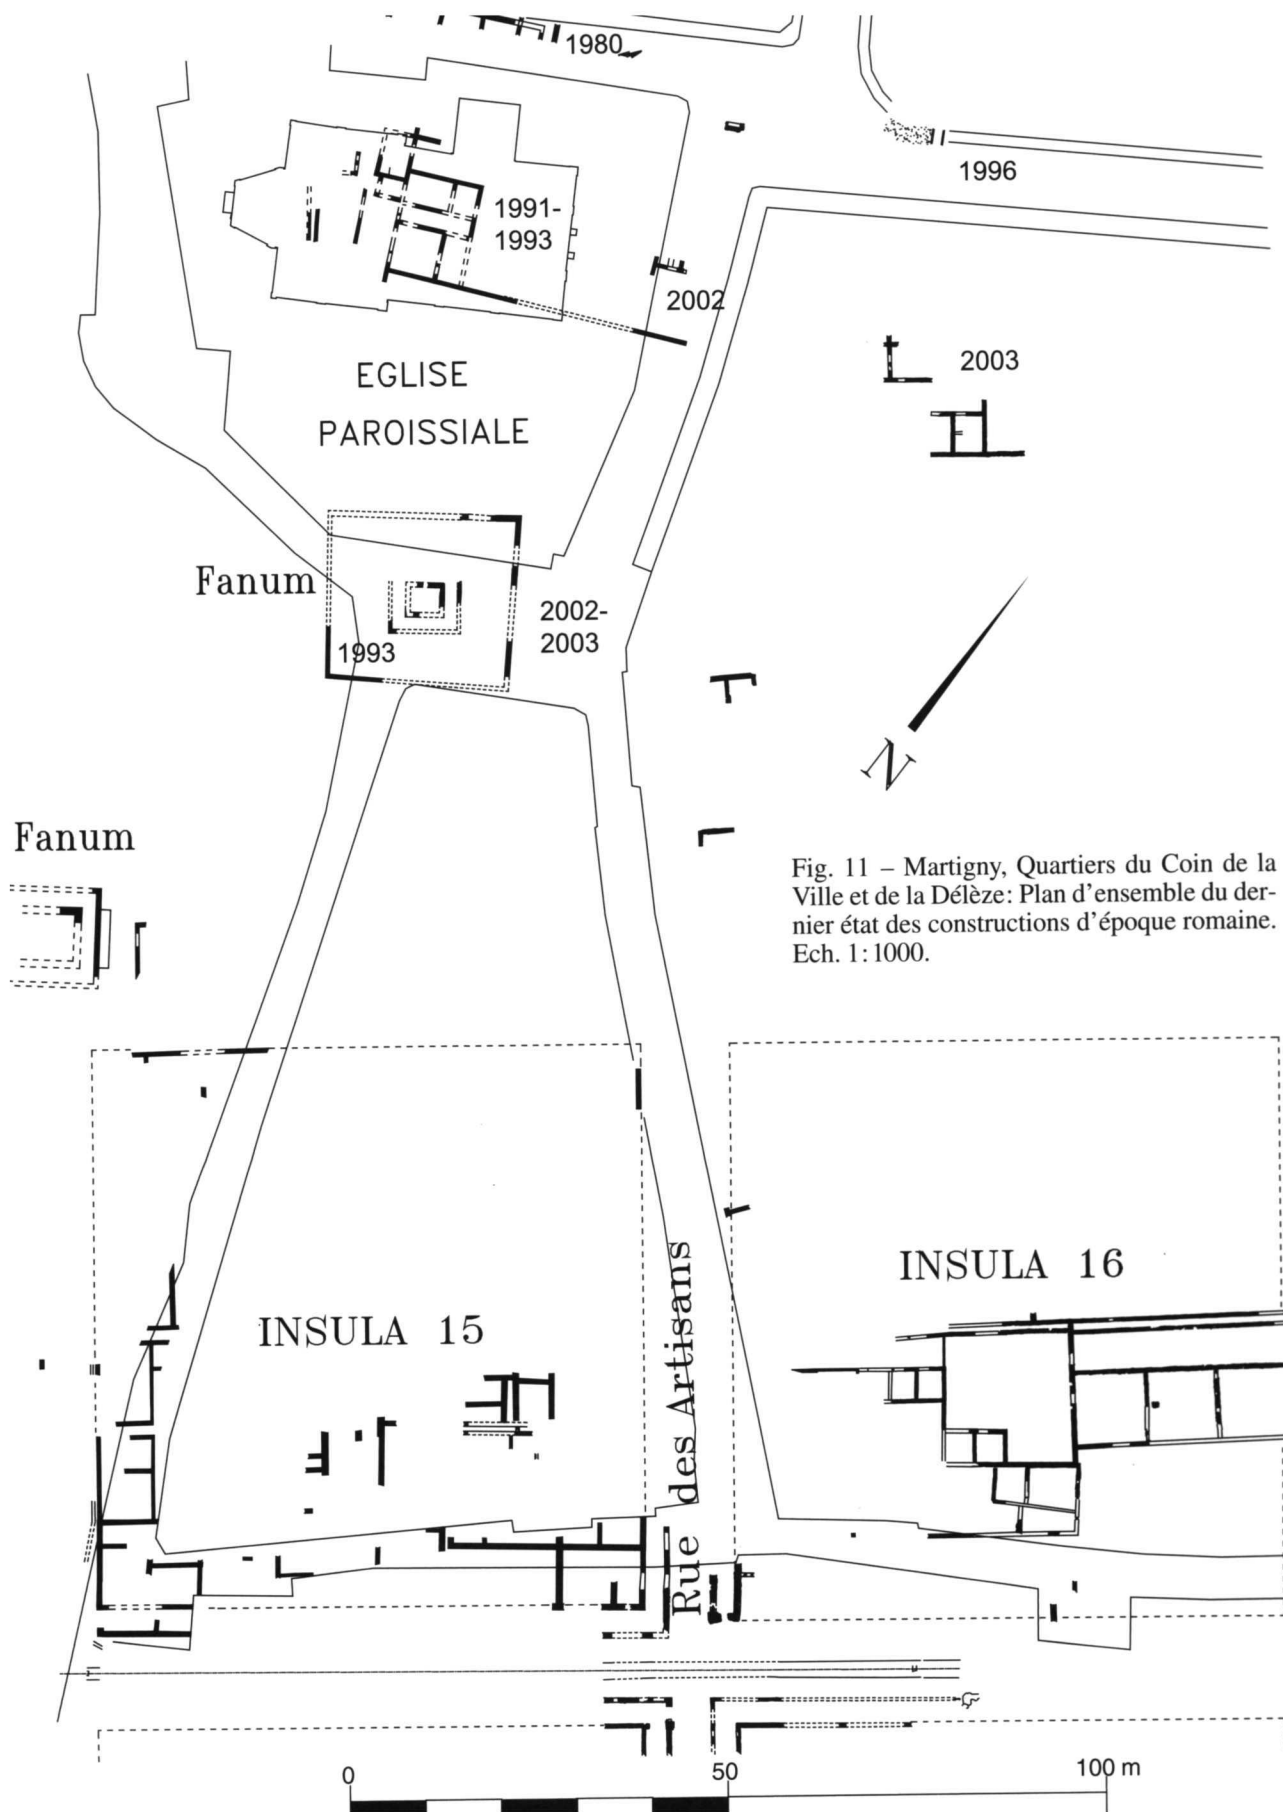 1980
1996
1991-
1993
2002
EGLISE
PAROISSIALE
2003
Fanum
1993
2002-
2003
N
Fanum
Fig. 11 – Martigny, Quartiers du Coin de la
Ville et de la Délèze: Plan d'ensemble du der-
nier état des constructions d'époque romaine.
Ech. 1:1000.
INSULA 15
Rue des Artisans
INSULA 16
0
50
100 m